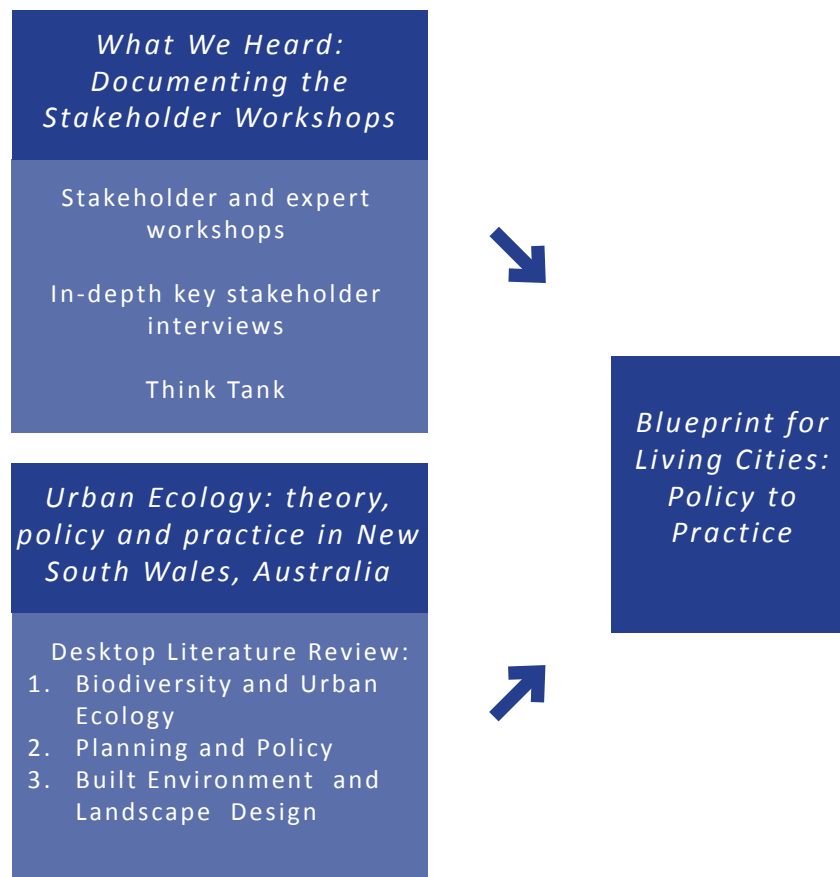 What We Heard:
Documenting the
Stakeholder Workshops
Stakeholder and expert
workshops
In-depth key stakeholder
interviews
Think Tank
Urban Ecology: theory,
policy and practice in New
South Wales, Australia
Desktop Literature Review:
1. Biodiversity and Urban
Ecology
2. Planning and Policy
3. Built Environment and
Landscape Design
Blueprint for
Living Cities:
Policy to
Practice